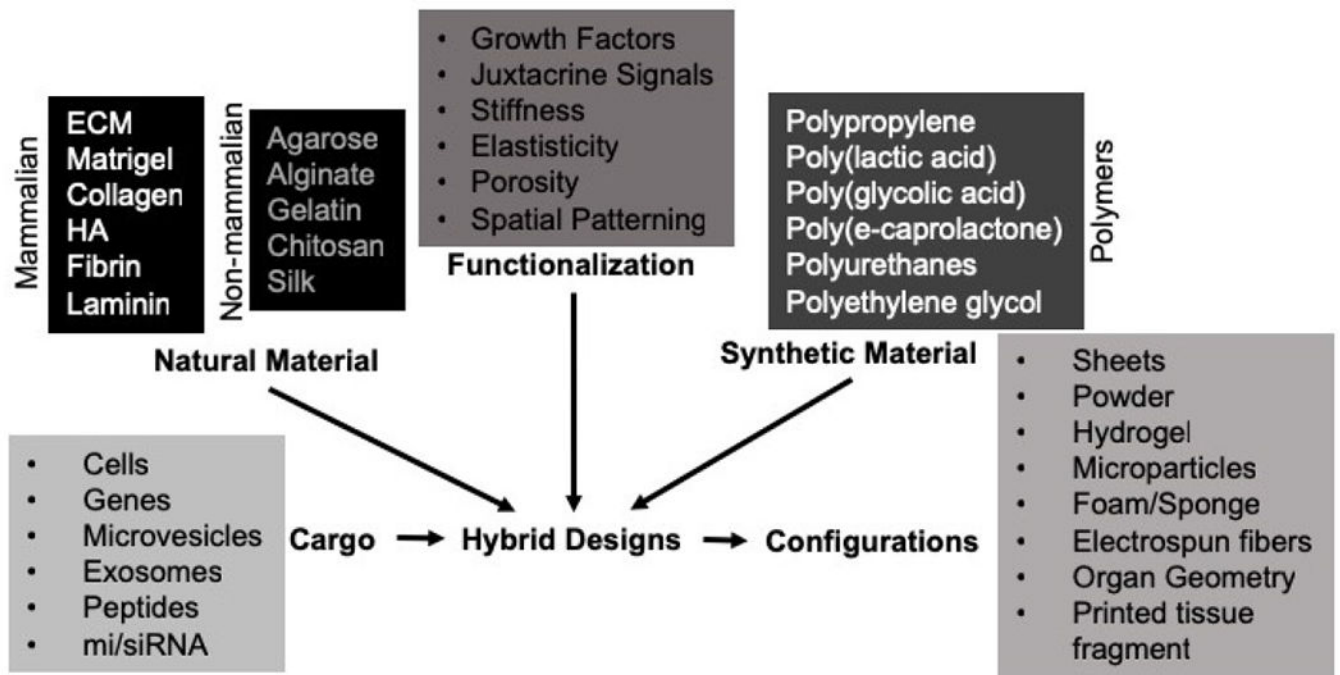 Mammalian
ECM
Matrigel
Collagen
HA
Fibrin
Laminin
Non-mammalian
Agarose
Alginate
Gelatin
Chitosan
Silk
Natural Material
• Growth Factors
• Juxtacrine Signals
• Stiffness
• Elastisticity
• Porosity
• Spatial Patterning
Functionalization
Polypropylene
Poly(lactic acid)
Poly(glycolic acid)
Poly(e-caprolactone)
Polyurethanes
Polyethylene glycol
Polymers
Synthetic Material
• Cells
• Genes
• Microvesicles
• Exosomes
• Peptides
• mi/siRNA
Cargo
Hybrid Designs
Configurations
• Sheets
• Powder
• Hydrogel
• Microparticles
• Foam/Sponge
• Electrospun fibers
• Organ Geometry
• Printed tissue
fragment